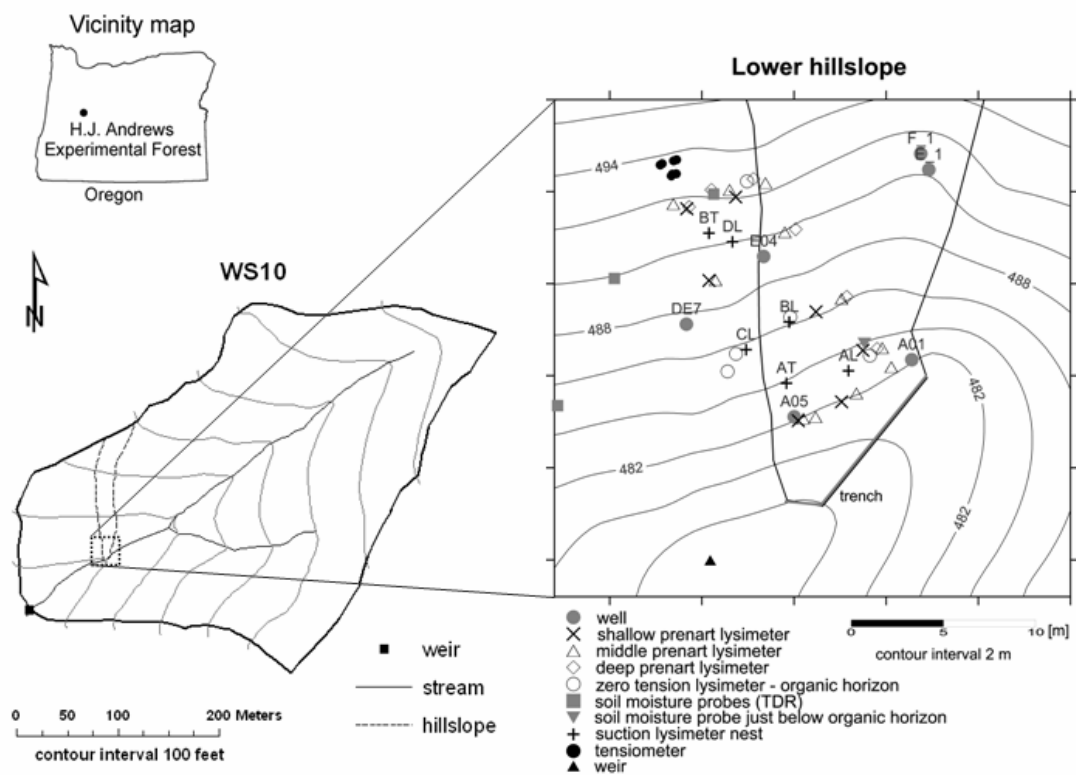 Vicinity map
H.J. Andrews
Experimental Forest
Oregon
N
WS10
weir
stream
hillslope
0 50 100 200 Meters
contour interval 100 feet
Lower hillslope
494
F_1
E_1
BT
DL
E04
488
DE7
488
BL
CL
A01
AT
AL
A05
482
482
482
trench
well
shallow prenart lysimeter
middle prenart lysimeter
deep prenart lysimeter
zero tension lysimeter - organic horizon
soil moisture probes (TDR)
soil moisture probe just below organic horizon
suction lysimeter nest
tensiometer
weir
0 5 10 [m]
contour interval 2 m